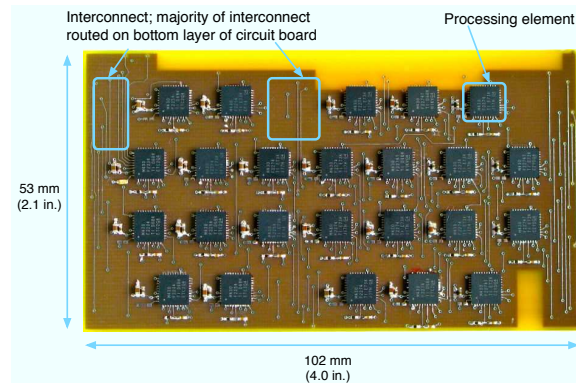 Interconnect; majority of interconnect
routed on bottom layer of circuit board
Processing element
53 mm
(2.1 in.)
102 mm
(4.0 in.)